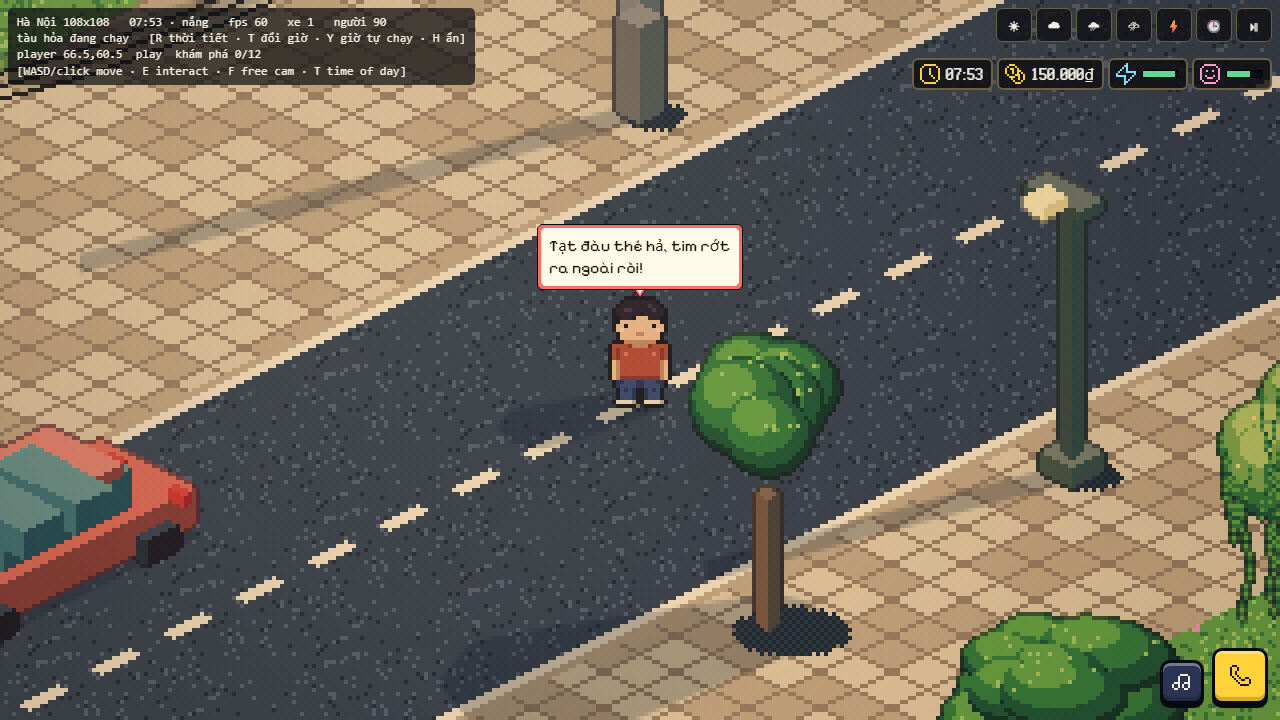 Hà Nội 108x108   07:53 · nắng   fps 60   xe 1   người 90
tàu hỏa đang chạy   [R thời tiết · T đổi giờ · Y giờ tự chạy · H ẩn]
player 66.5,60.5   play   khám phá 0/12
[WASD/click move · E interact · F free cam · T time of day]
07:53
150.000₫
Tạt đầu thế hả, tim rớt
ra ngoài rồi!